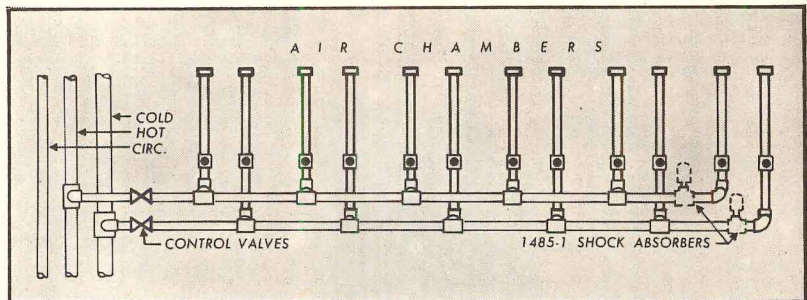 AIR CHAMBERS
COLD
HOT
CIRC.
CONTROL VALVES
1485-1 SHOCK ABSORBERS